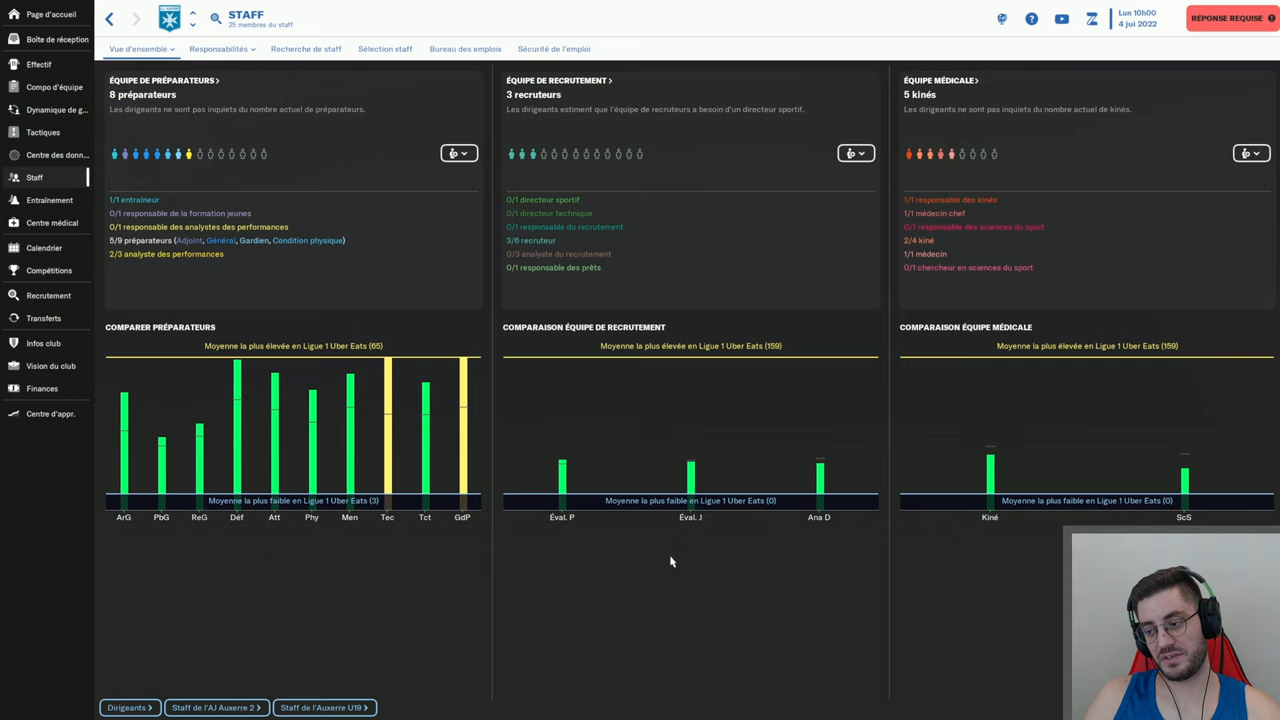 Page d'accueil
Boîte de réception
Effectif
Compo d'équipe
Dynamique de g...
Tactiques
Centre des donn...
Staff
Entrainement
Centre médical
Calendrier
Compétitions
Recrutement
Transferts
Infos club
Vision du club
Finances
Centre d'appr.
STAFF
25 membres du staff
Lun 10h00
4 jui 2022
RÉPONSE REQUISE
Vue d'ensemble
Responsabilités
Recherche de staff
Sélection staff
Bureau des emplois
Sécurité de l'emploi
ÉQUIPE DE PRÉPARATEURS >
8 préparateurs
Les dirigeants ne sont pas inquiets du nombre actuel de préparateurs.
1/1 entraineur
0/1 responsable de la formation jeunes
0/1 responsable des analystes des performances
5/9 préparateurs (Adjoint, Général, Gardien, Condition physique)
2/3 analyste des performances
ÉQUIPE DE RECRUTEMENT >
3 recruteurs
Les dirigeants estiment que l'équipe de recruteurs a besoin d'un directeur sportif.
0/1 directeur sportif
0/1 directeur technique
0/1 responsable du recrutement
3/6 recruteur
0/3 analyste du recrutement
0/1 responsable des prêts
ÉQUIPE MÉDICALE >
5 kinés
Les dirigeants ne sont pas inquiets du nombre actuel de kinés.
1/1 responsable des kinés
1/1 médecin chef
0/1 responsable des sciences du sport
2/4 kiné
1/1 médecin
0/1 chercheur en sciences du sport
COMPARER PRÉPARATEURS
Moyenne la plus élevée en Ligue 1 Uber Eats (65)
Moyenne la plus faible en Ligue 1 Uber Eats (3)
ArG PbG ReG Déf Att Phy Men Tec Tct GdP
COMPARAISON ÉQUIPE DE RECRUTEMENT
Moyenne la plus élevée en Ligue 1 Uber Eats (159)
Moyenne la plus faible en Ligue 1 Uber Eats (0)
Éval. P Éval. J Ana D
COMPARAISON ÉQUIPE MÉDICALE
Moyenne la plus élevée en Ligue 1 Uber Eats (159)
Moyenne la plus faible en Ligue 1 Uber Eats (0)
Kiné ScS
Dirigeants >
Staff de l'AJ Auxerre 2 >
Staff de l'Auxerre U19 >